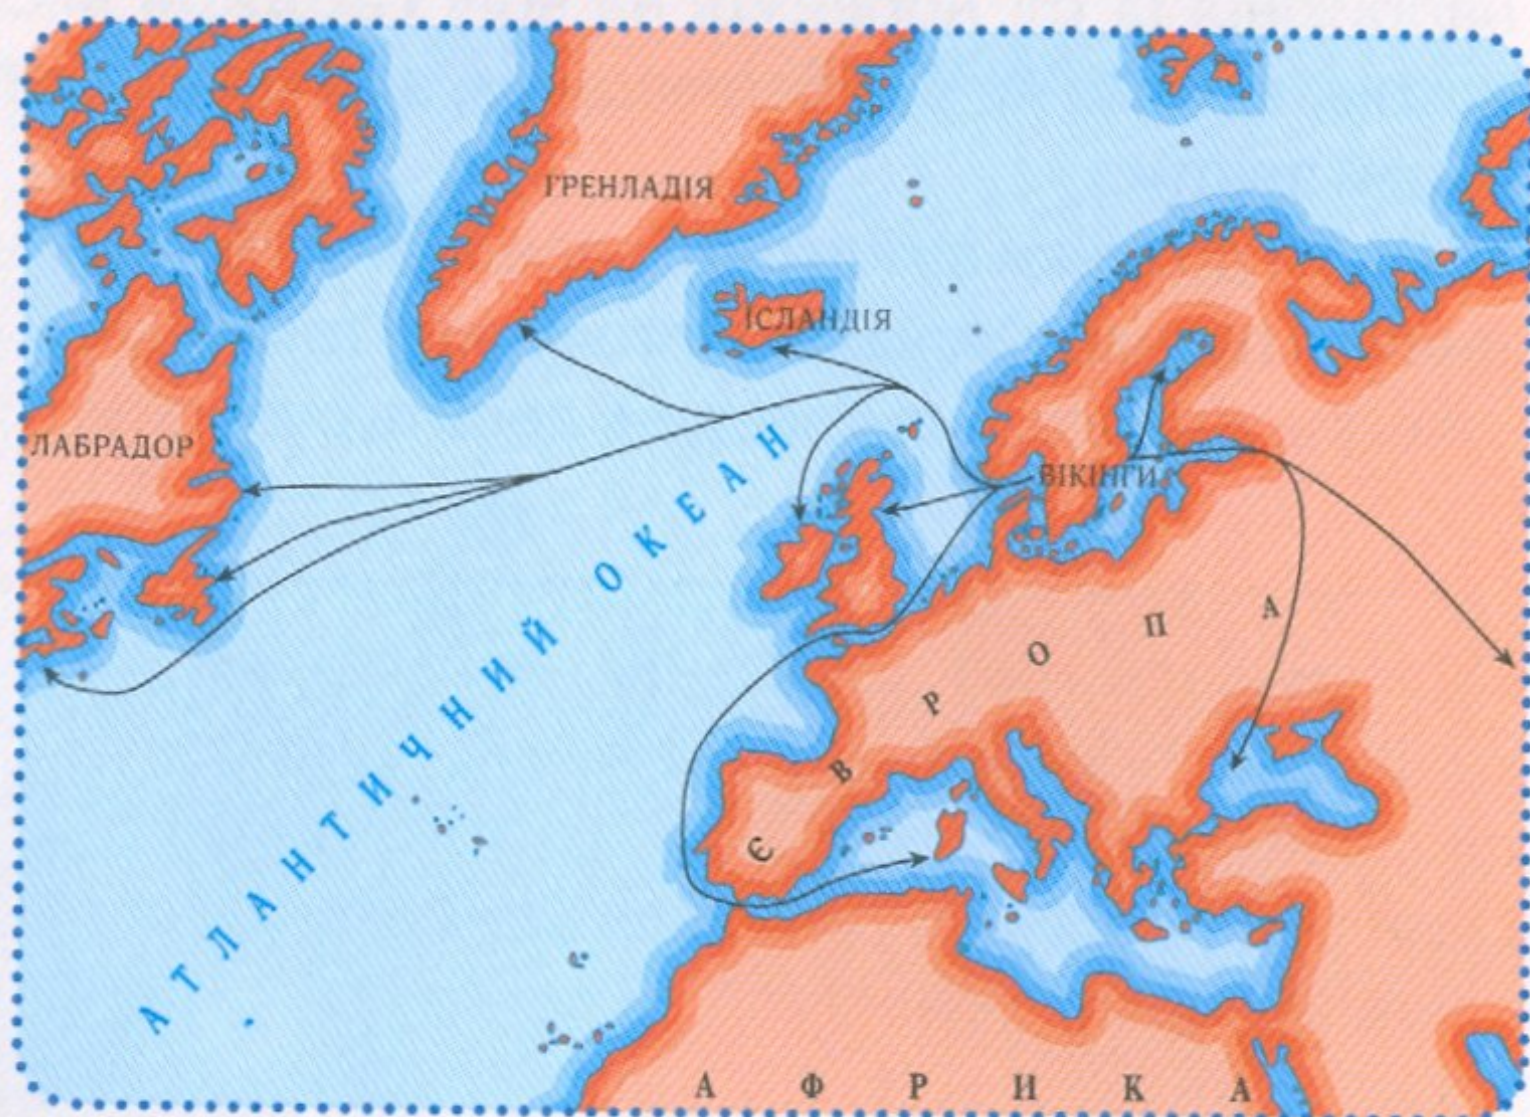 ГРЕНЛАДІЯ
ІСЛАНДІЯ
ЛАБРАДОР
ВІКІНГИ
АТЛАНТИЧНИЙ ОКЕАН
ЄВРОПА
АФРИКА